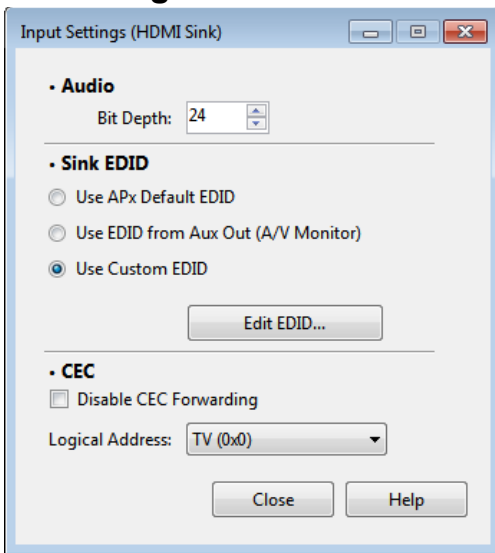 Input Settings (HDMI Sink)
• Audio
Bit Depth: 24
• Sink EDID
Use APx Default EDID
Use EDID from Aux Out (A/V Monitor)
Use Custom EDID
Edit EDID...
• CEC
Disable CEC Forwarding
Logical Address: TV (0x0)
Close Help